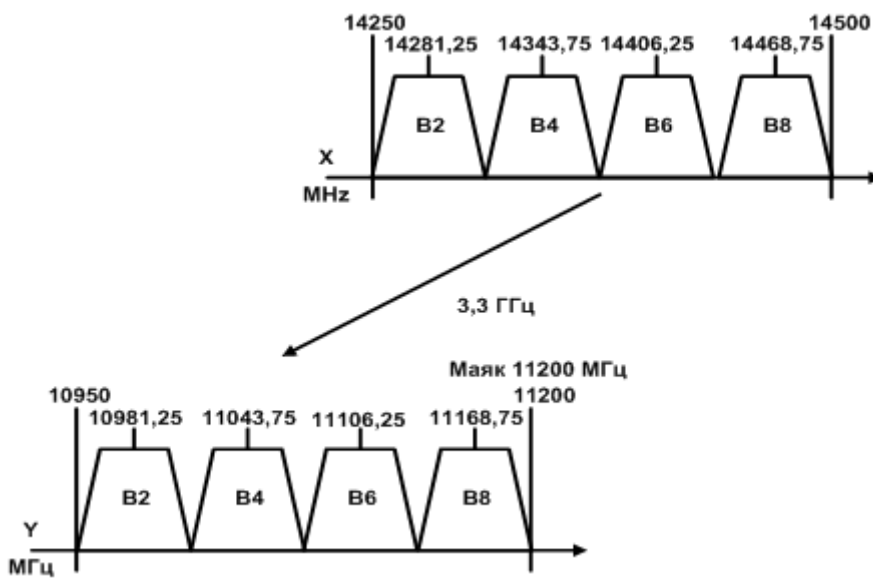 14250 14500
14281,25 14343,75 14406,25 14468,75
B2 B4 B6 B8
X
MHz
3,3 ГГц
Маяк 11200 МГц
10950 11200
10981,25 11043,75 11106,25 11168,75
B2 B4 B6 B8
Y
МГц